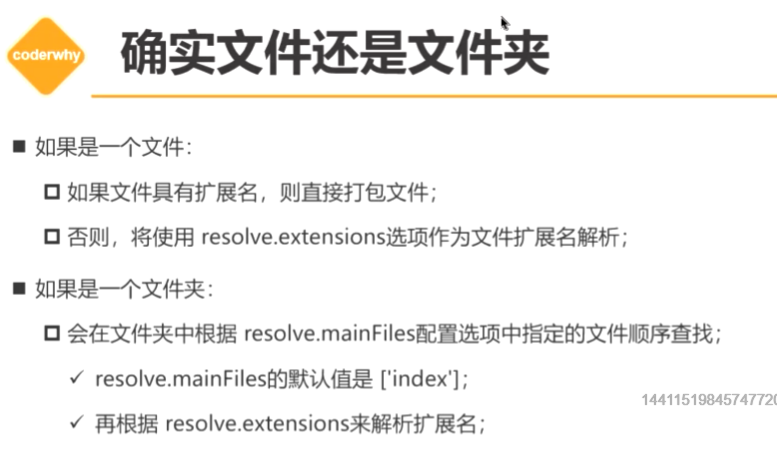 coderwhy
确实文件还是文件夹
如果是一个文件：
如果文件具有扩展名，则直接打包文件；
否则，将使用 resolve.extensions选项作为文件扩展名解析；
如果是一个文件夹：
会在文件夹中根据 resolve.mainFiles配置选项中指定的文件顺序查找；
resolve.mainFiles的默认值是 ['index']；
再根据 resolve.extensions来解析扩展名；
14411519845747720